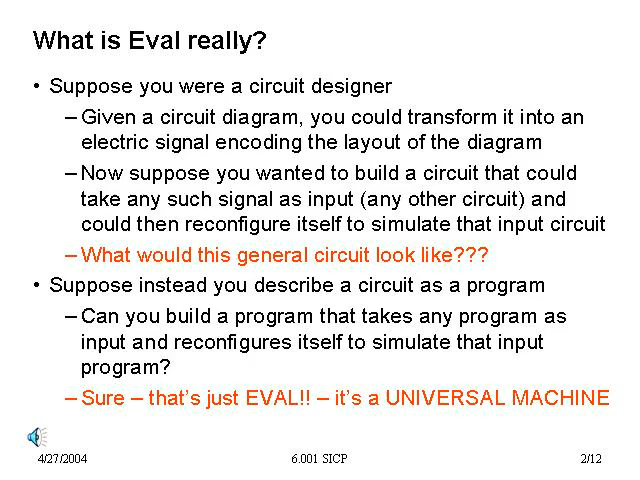 What is Eval really?
• Suppose you were a circuit designer
– Given a circuit diagram, you could transform it into an
electric signal encoding the layout of the diagram
– Now suppose you wanted to build a circuit that could
take any such signal as input (any other circuit) and
could then reconfigure itself to simulate that input circuit
– What would this general circuit look like???
• Suppose instead you describe a circuit as a program
– Can you build a program that takes any program as
input and reconfigures itself to simulate that input
program?
– Sure – that’s just EVAL!! – it’s a UNIVERSAL MACHINE
4/27/2004 6.001 SICP 2/12